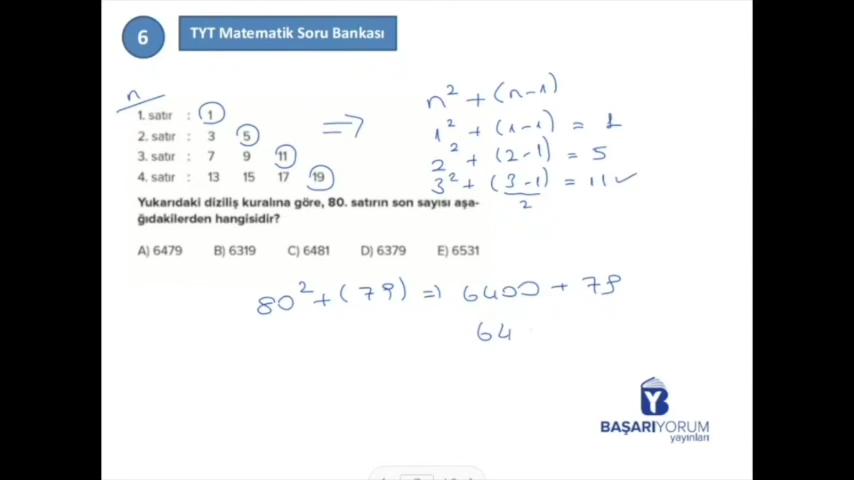 6
TYT Matematik Soru Bankası
n
1. satır : 1
2. satır : 3 5
3. satır : 7 9 11
4. satır : 13 15 17 19
⇒
n² + (n-1)
1² + (1-1) = 1
2² + (2-1) = 5
3² + (3-1) = 11 ✓
2
Yukarıdaki diziliş kuralına göre, 80. satırın son sayısı aşa-
ğıdakilerden hangisidir?
A) 6479 B) 6319 C) 6481 D) 6379 E) 6531
80² + (79) ⇒ 6400 + 79
64
BAŞARIYORUM
yayınları